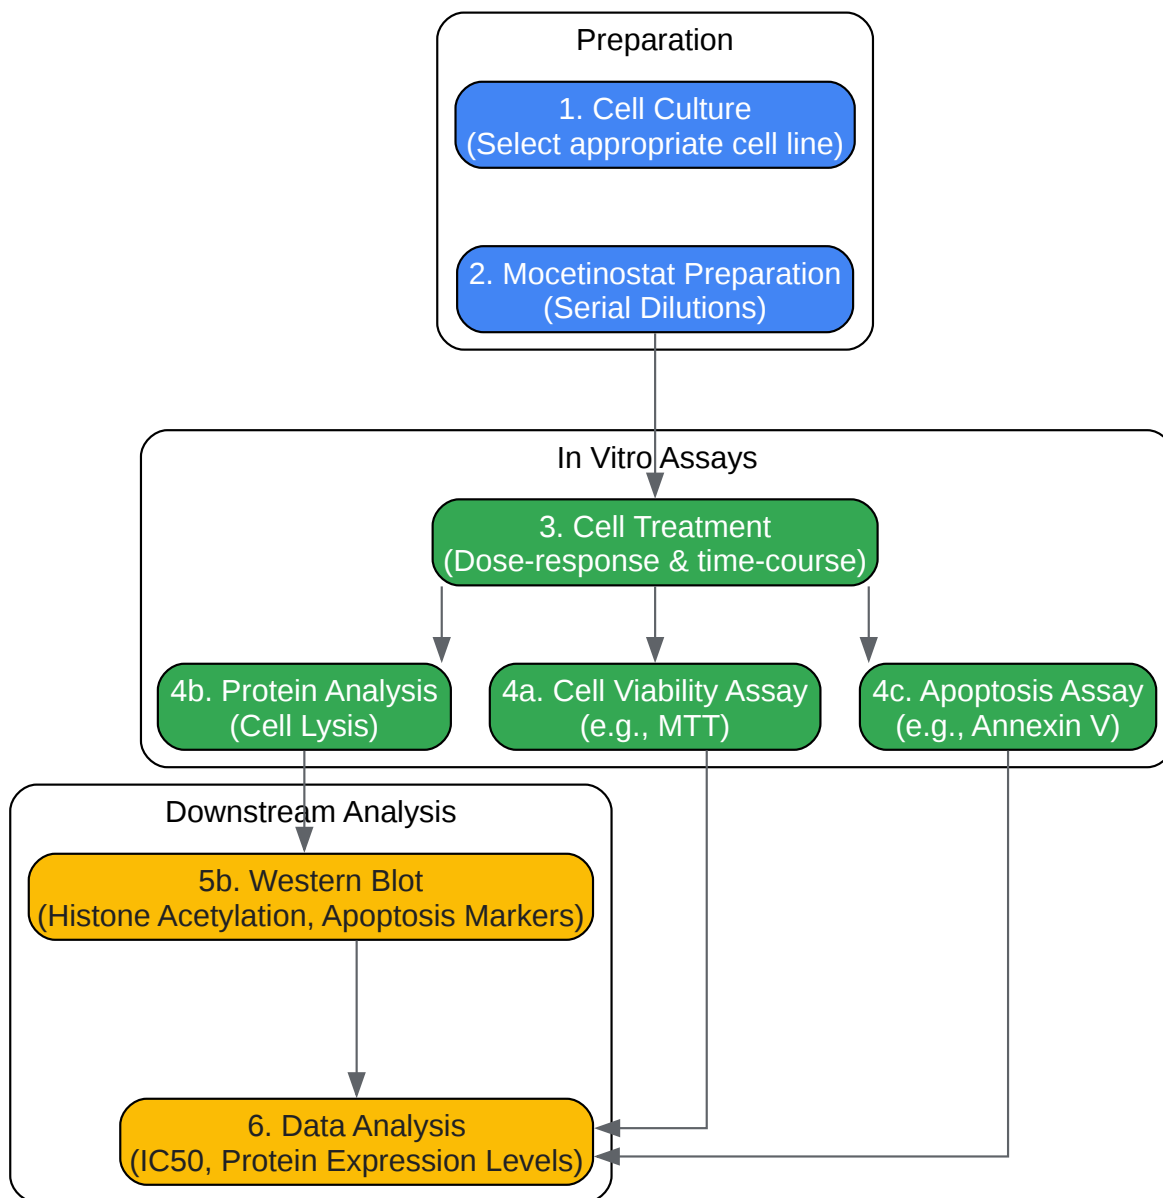 Preparation
1. Cell Culture
(Select appropriate cell line)
2. Mocetinostat Preparation
(Serial Dilutions)
In Vitro Assays
3. Cell Treatment
(Dose-response & time-course)
4b. Protein Analysis
(Cell Lysis)
4a. Cell Viability Assay
(e.g., MTT)
4c. Apoptosis Assay
(e.g., Annexin V)
Downstream Analysis
5b. Western Blot
(Histone Acetylation, Apoptosis Markers)
6. Data Analysis
(IC50, Protein Expression Levels)